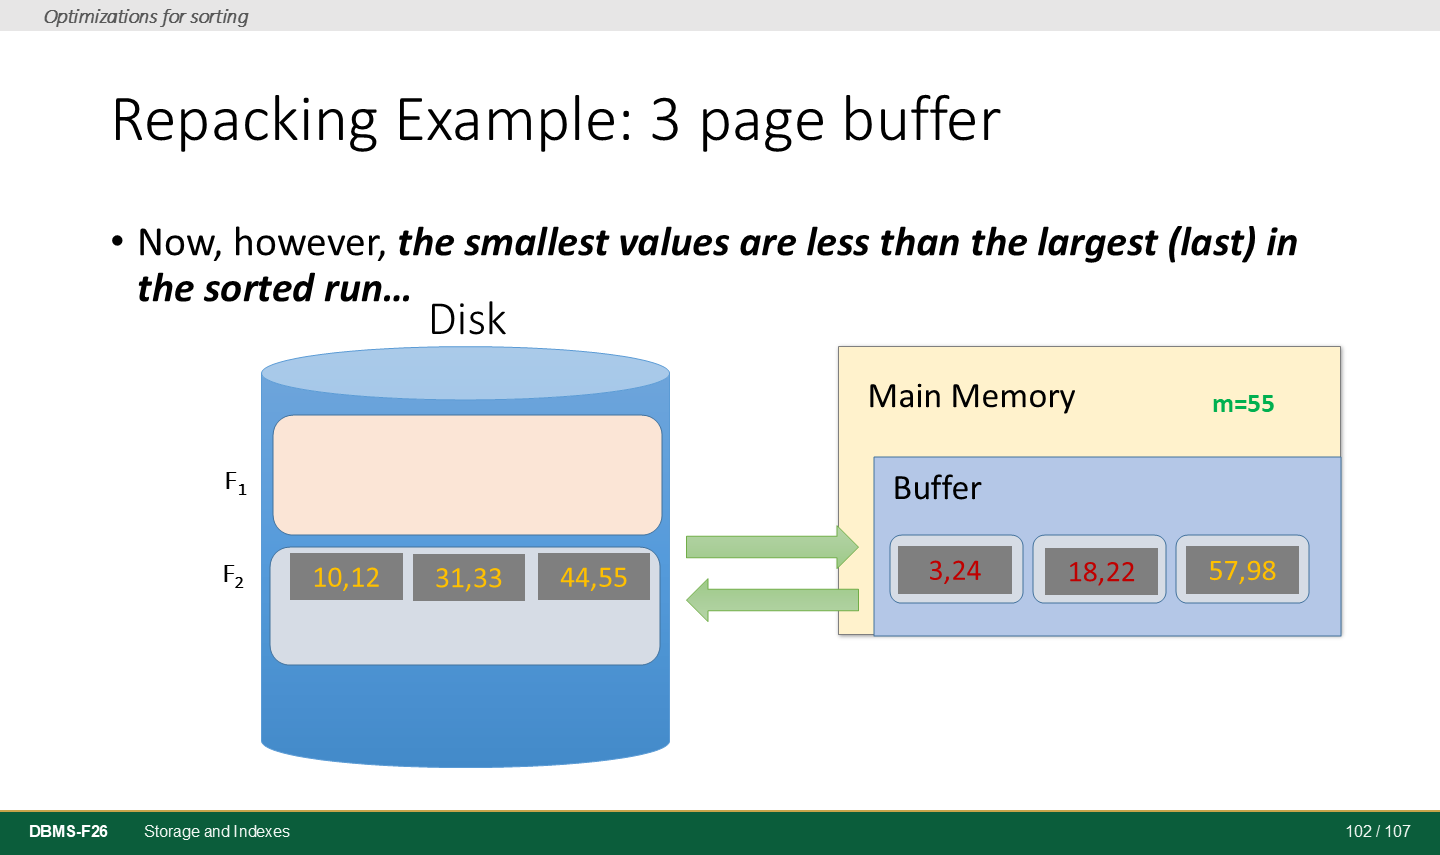 Optimizations for sorting
Repacking Example: 3 page buffer
• Now, however, the smallest values are less than the largest (last) in
the sorted run…
Disk
Main Memory
m=55
F1
Buffer
F2
10,12
31,33
44,55
3,24
18,22
57,98
DBMS-F26
Storage and Indexes
102 / 107